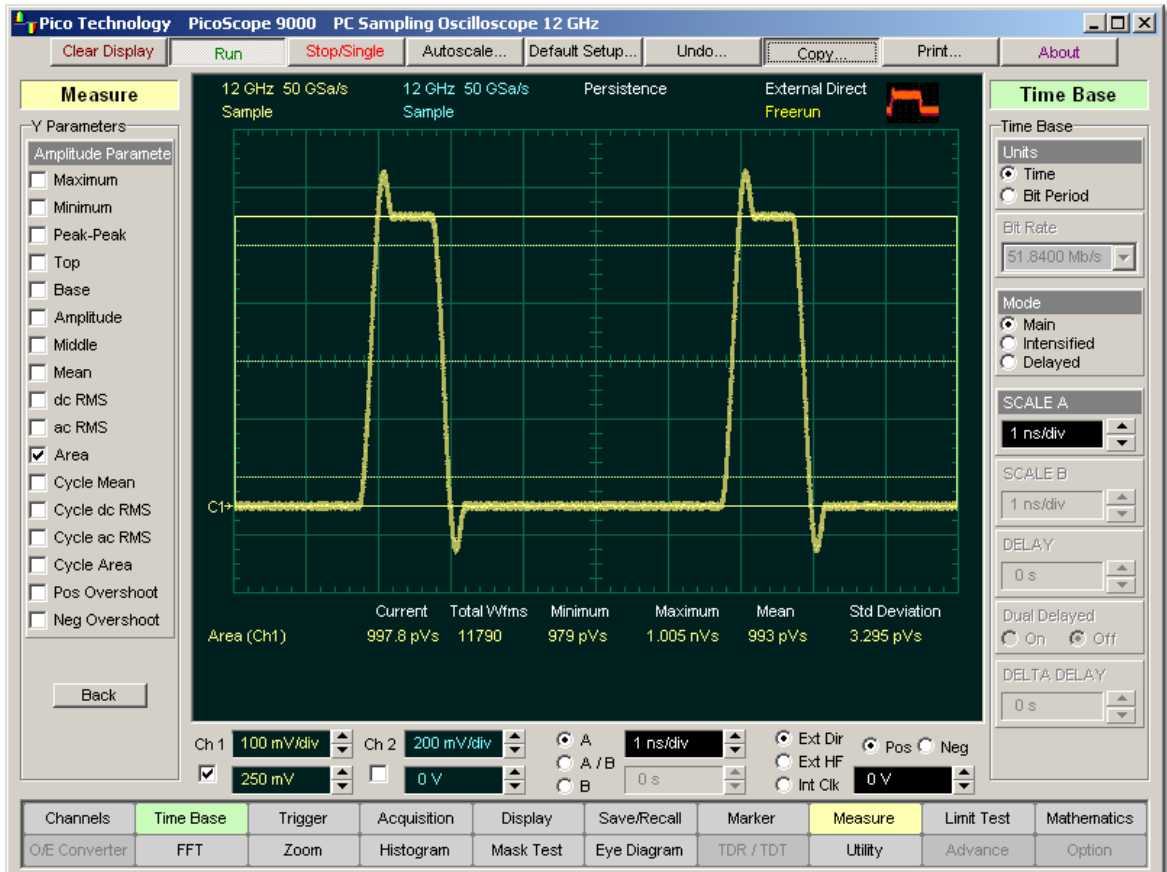 Pico Technology PicoScope 9000 PC Sampling Oscilloscope 12 GHz
Clear Display Run Stop/Single Autoscale... Default Setup... Undo... Copy... Print... About
Measure
Y Parameters
Amplitude Paramete
Maximum
Minimum
Peak-Peak
Top
Base
Amplitude
Middle
Mean
dc RMS
ac RMS
Area
Cycle Mean
Cycle dc RMS
Cycle ac RMS
Cycle Area
Pos Overshoot
Neg Overshoot
Back
12 GHz 50 GSa/s 12 GHz 50 GSa/s Persistence External Direct
Sample Sample Freerun
C1
Current Total Wfms Minimum Maximum Mean Std Deviation
Area (Ch1) 997.8 pVs 11790 979 pVs 1.005 nVs 993 pVs 3.295 pVs
Time Base
Time Base
Units
Time
Bit Period
Bit Rate
51.8400 Mb/s
Mode
Main
Intensified
Delayed
SCALE A
1 ns/div
SCALE B
1 ns/div
DELAY
0 s
Dual Delayed
On Off
DELTA DELAY
0 s
Ch 1 100 mV/div Ch 2 200 mV/div A 1 ns/div Ext Dir Pos Neg
A / B Ext HF
250 mV 0 V B 0 s Int Clk 0 V
Channels Time Base Trigger Acquisition Display Save/Recall Marker Measure Limit Test Mathematics
O/E Converter FFT Zoom Histogram Mask Test Eye Diagram TDR / TDT Utility Advance Option